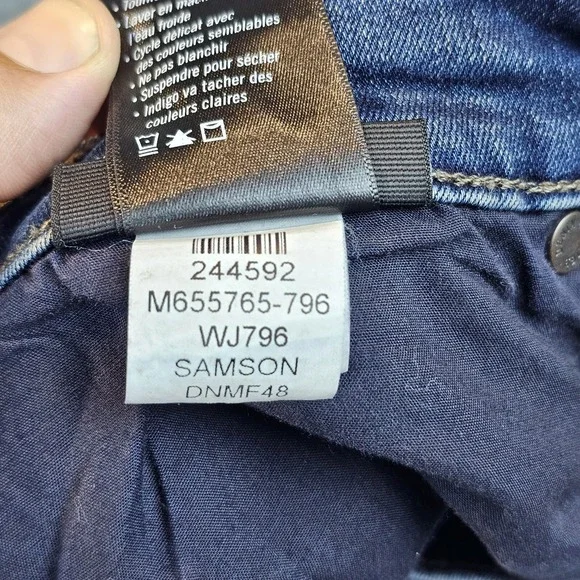 • Laver en mach
l'eau froide
• Cycle délicat avec
des couleurs semblables
• Ne pas blanchir
• Suspendre pour sécher
• Indigo va tacher des
couleurs claires
244592
M655765-796
WJ796
SAMSON
DNMF48